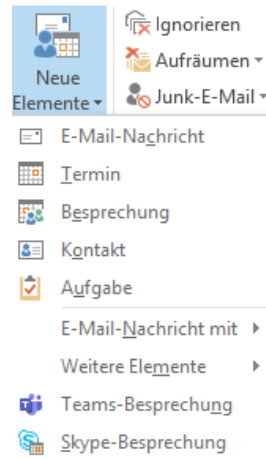 Neue
Elemente
Ignorieren
Aufräumen
Junk-E-Mail
E-Mail-Nachricht
Termin
Besprechung
Kontakt
Aufgabe
E-Mail-Nachricht mit
Weitere Elemente
Teams-Besprechung
Skype-Besprechung